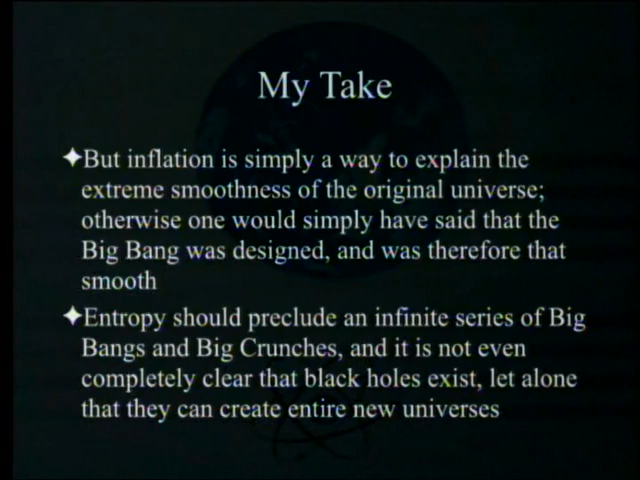 My Take
✦But inflation is simply a way to explain the
extreme smoothness of the original universe;
otherwise one would simply have said that the
Big Bang was designed, and was therefore that
smooth
✦Entropy should preclude an infinite series of Big
Bangs and Big Crunches, and it is not even
completely clear that black holes exist, let alone
that they can create entire new universes